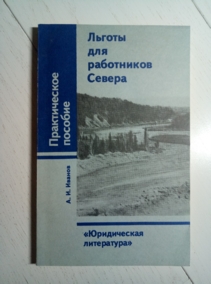 Льготы
для
работников
Севера
Практическое
пособие
А. И. Иванов
«Юридическая
литература»